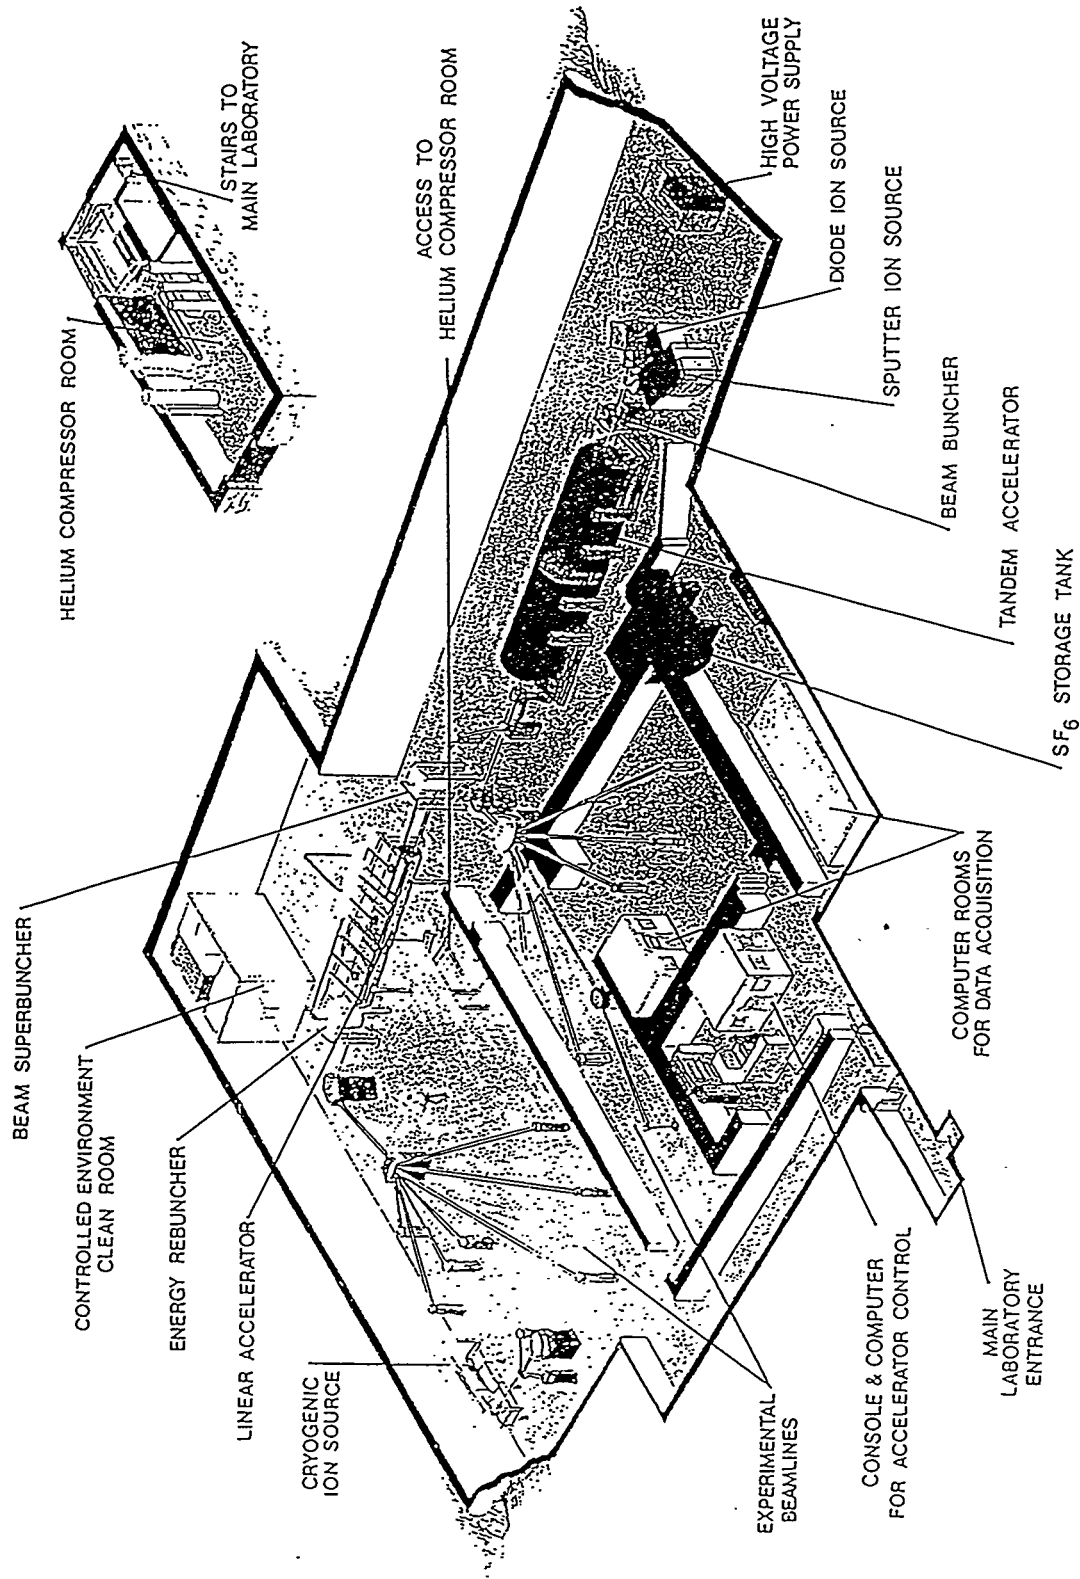 HELIUM COMPRESSOR ROOM
STAIRS TO
MAIN LABORATORY
ACCESS TO
HELIUM COMPRESSOR ROOM
BEAM SUPERBUNCHER
CONTROLLED ENVIRONMENT
CLEAN ROOM
ENERGY REBUNCHER
LINEAR ACCELERATOR
CRYOGENIC
ION SOURCE
HIGH VOLTAGE
POWER SUPPLY
DIODE ION SOURCE
SPUTTER ION SOURCE
BEAM BUNCHER
TANDEM ACCELERATOR
SF6 STORAGE TANK
COMPUTER ROOMS
FOR DATA ACQUISITION
MAIN
LABORATORY
ENTRANCE
CONSOLE & COMPUTER
FOR ACCELERATOR CONTROL
EXPERIMENTAL
BEAMLINES